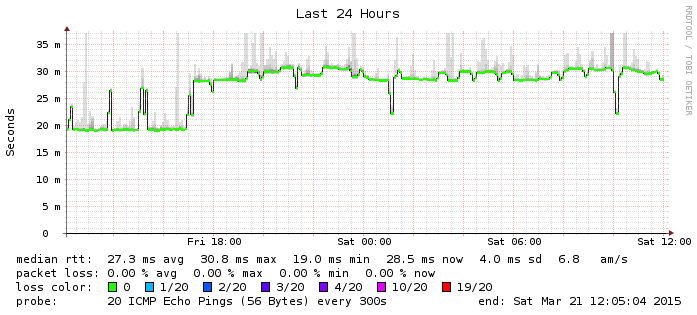 Last 24 Hours
RRDTOOL / TOBI OETIKER
Seconds
35 m
30 m
25 m
20 m
15 m
10 m
5 m
0
Fri 18:00 Sat 00:00 Sat 06:00 Sat 12:00
median rtt: 27.3 ms avg 30.8 ms max 19.0 ms min 28.5 ms now 4.0 ms sd 6.8 am/s
packet loss: 0.00 % avg 0.00 % max 0.00 % min 0.00 % now
loss color: 0 1/20 2/20 3/20 4/20 10/20 19/20
probe: 20 ICMP Echo Pings (56 Bytes) every 300s end: Sat Mar 21 12:05:04 2015